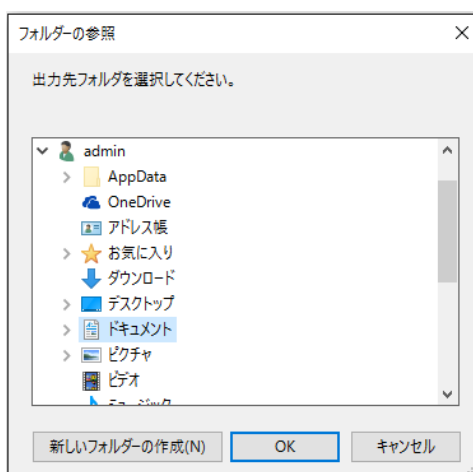 フォルダーの参照
出力先フォルダを選択してください。
admin
AppData
OneDrive
アドレス帳
お気に入り
ダウンロード
デスクトップ
ドキュメント
ピクチャ
ビデオ
新しいフォルダーの作成(N) OK キャンセル